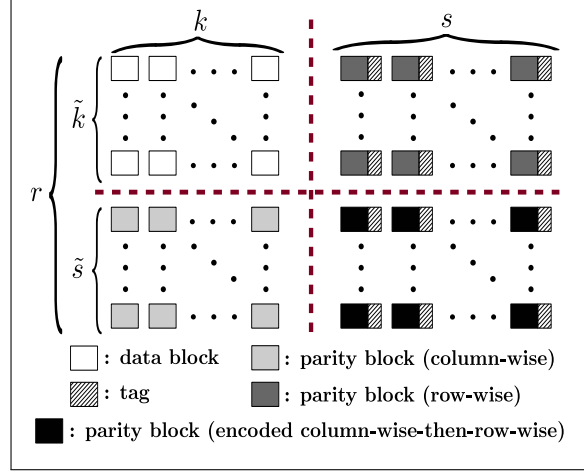 k
s
k̃
r
s̃
: data block
: parity block (column-wise)
: tag
: parity block (row-wise)
: parity block (encoded column-wise-then-row-wise)